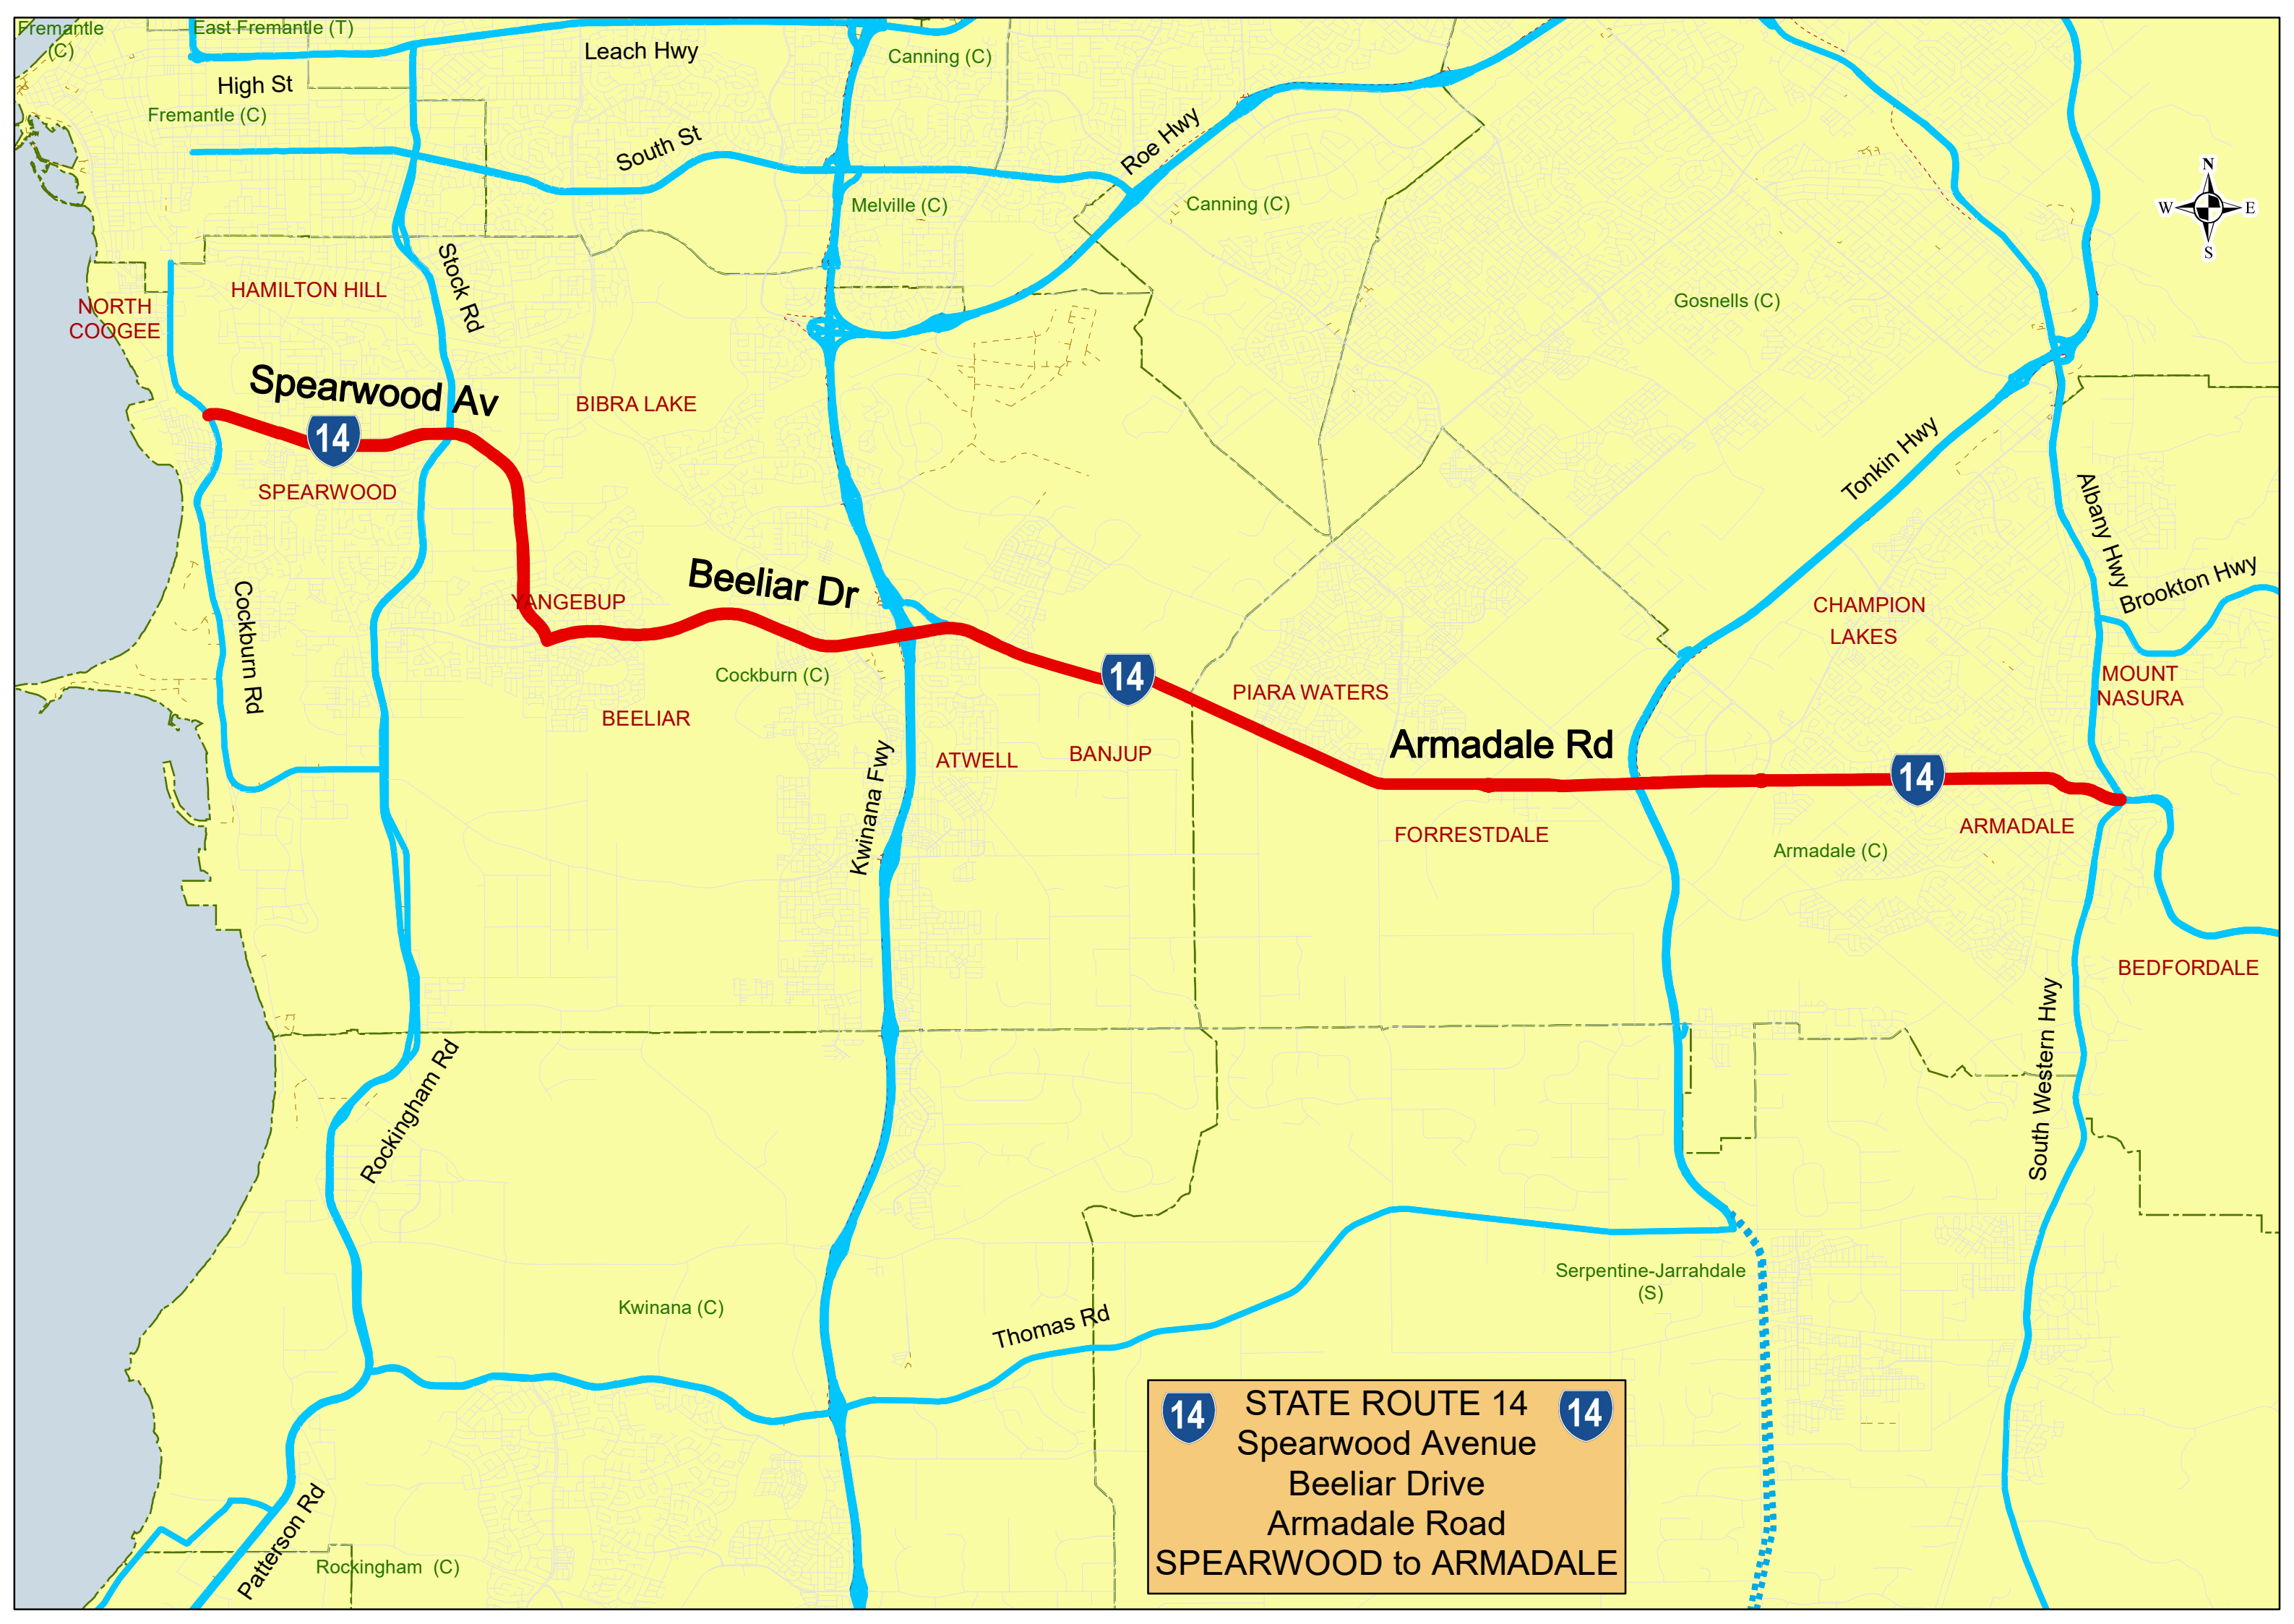 Fremantle
(C)
East Fremantle (T)
Leach Hwy
Canning (C)
High St
Fremantle (C)
South St
Roe Hwy
Melville (C)
Canning (C)
N
W
E
S
Stock Rd
HAMILTON HILL
NORTH
COOGEE
Gosnells (C)
Spearwood Av
BIBRA LAKE
14
SPEARWOOD
Tonkin Hwy
Albany Hwy
Brookton Hwy
Beeliar Dr
YANGEBUP
Cockburn Rd
CHAMPION
LAKES
Cockburn (C)
14
PIARA WATERS
MOUNT
NASURA
BEELIAR
Armadale Rd
ATWELL
BANJUP
Kwinana Fwy
14
FORRESTDALE
ARMADALE
Armadale (C)
BEDFORDALE
South Western Hwy
Rockingham Rd
Serpentine-Jarrahdale
(S)
Kwinana (C)
Thomas Rd
14
STATE ROUTE 14
14
Spearwood Avenue
Beeliar Drive
Armadale Road
SPEARWOOD to ARMADALE
Patterson Rd
Rockingham (C)